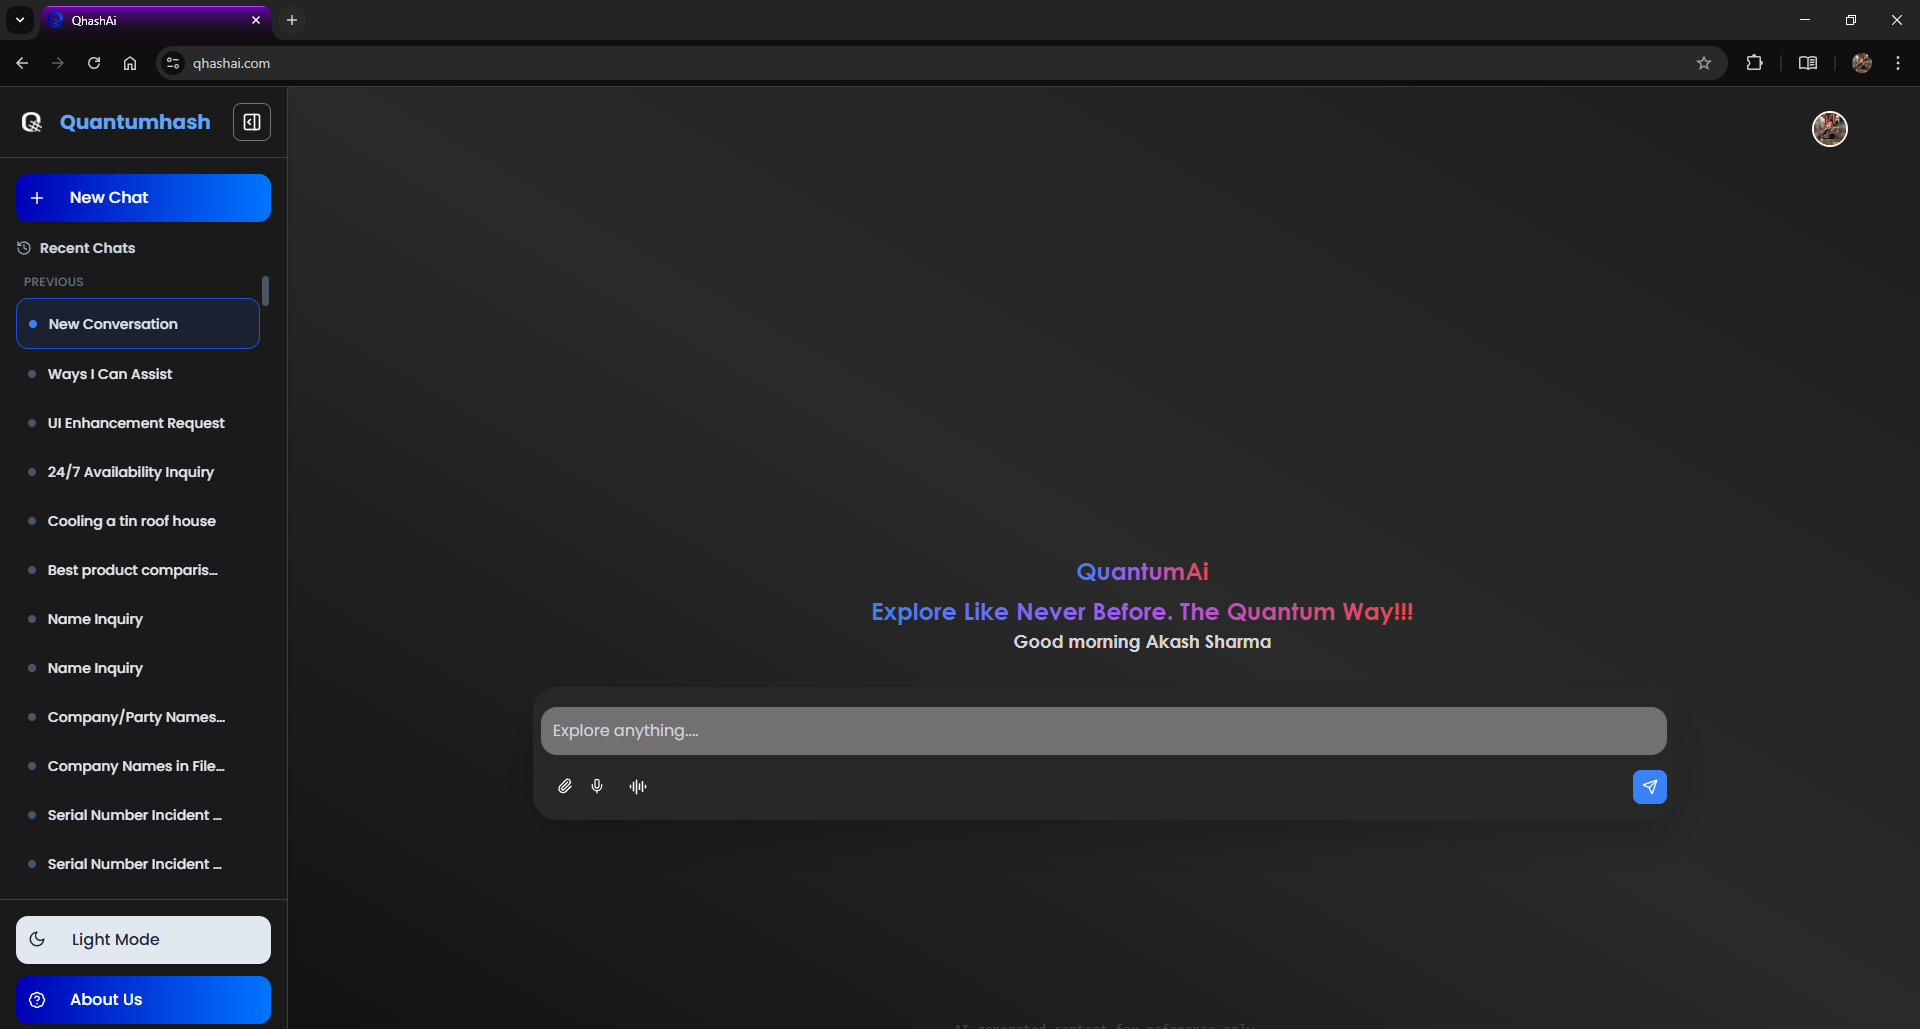 QhashAi
qhashai.com
Quantumhash
New Chat
Recent Chats
PREVIOUS
New Conversation
Ways I Can Assist
UI Enhancement Request
24/7 Availability Inquiry
Cooling a tin roof house
Best product comparis...
Name Inquiry
Name Inquiry
Company/Party Names...
Company Names in File...
Serial Number Incident ...
Serial Number Incident ...
Light Mode
About Us
QuantumAi
Explore Like Never Before. The Quantum Way!!!
Good morning Akash Sharma
Explore anything....
AI generated content for reference only